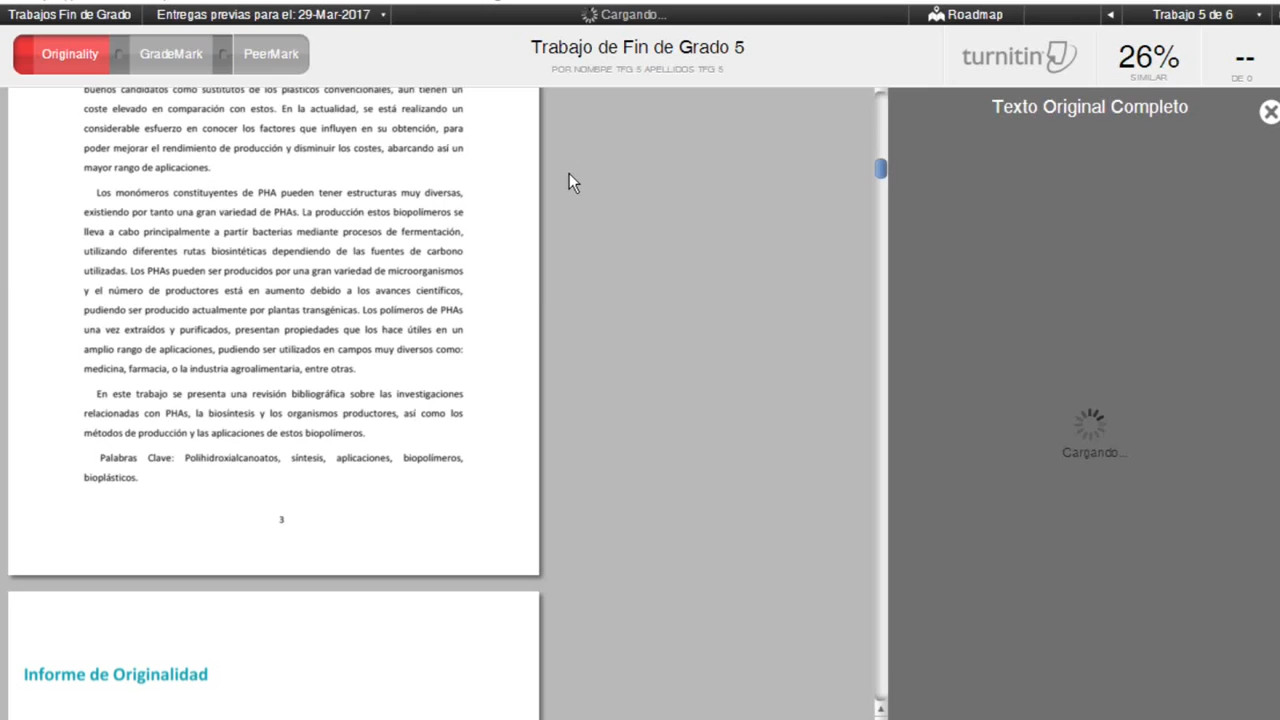 Trabajos Fin de Grado
Entregas previas para el: 29-Mar-2017
Cargando...
Roadmap
Trabajo 5 de 6
Originality
GradeMark
PeerMark
Trabajo de Fin de Grado 5
POR NOMBRE TFG 5 APELLIDOS TFG 5
turnitin
26%
SIMILAR
--
DE 0
buenos candidatos como sustitutos de los plásticos convencionales, aún tienen un
coste elevado en comparación con estos. En la actualidad, se está realizando un
considerable esfuerzo en conocer los factores que influyen en su obtención, para
poder mejorar el rendimiento de producción y disminuir los costes, abarcando así un
mayor rango de aplicaciones.
Los monómeros constituyentes de PHA pueden tener estructuras muy diversas,
existiendo por tanto una gran variedad de PHAs. La producción estos biopolímeros se
lleva a cabo principalmente a partir bacterias mediante procesos de fermentación,
utilizando diferentes rutas biosintéticas dependiendo de las fuentes de carbono
utilizadas. Los PHAs pueden ser producidos por una gran variedad de microorganismos
y el número de productores está en aumento debido a los avances científicos,
pudiendo ser producido actualmente por plantas transgénicas. Los polímeros de PHAs
una vez extraídos y purificados, presentan propiedades que los hace útiles en un
amplio rango de aplicaciones, pudiendo ser utilizados en campos muy diversos como:
medicina, farmacia, o la industria agroalimentaria, entre otras.
En este trabajo se presenta una revisión bibliográfica sobre las investigaciones
relacionadas con PHAs, la biosíntesis y los organismos productores, así como los
métodos de producción y las aplicaciones de estos biopolímeros.
Palabras Clave: Polihidroxialcanoatos, síntesis, aplicaciones, biopolímeros,
bioplásticos.
3
Informe de Originalidad
Texto Original Completo
Cargando...